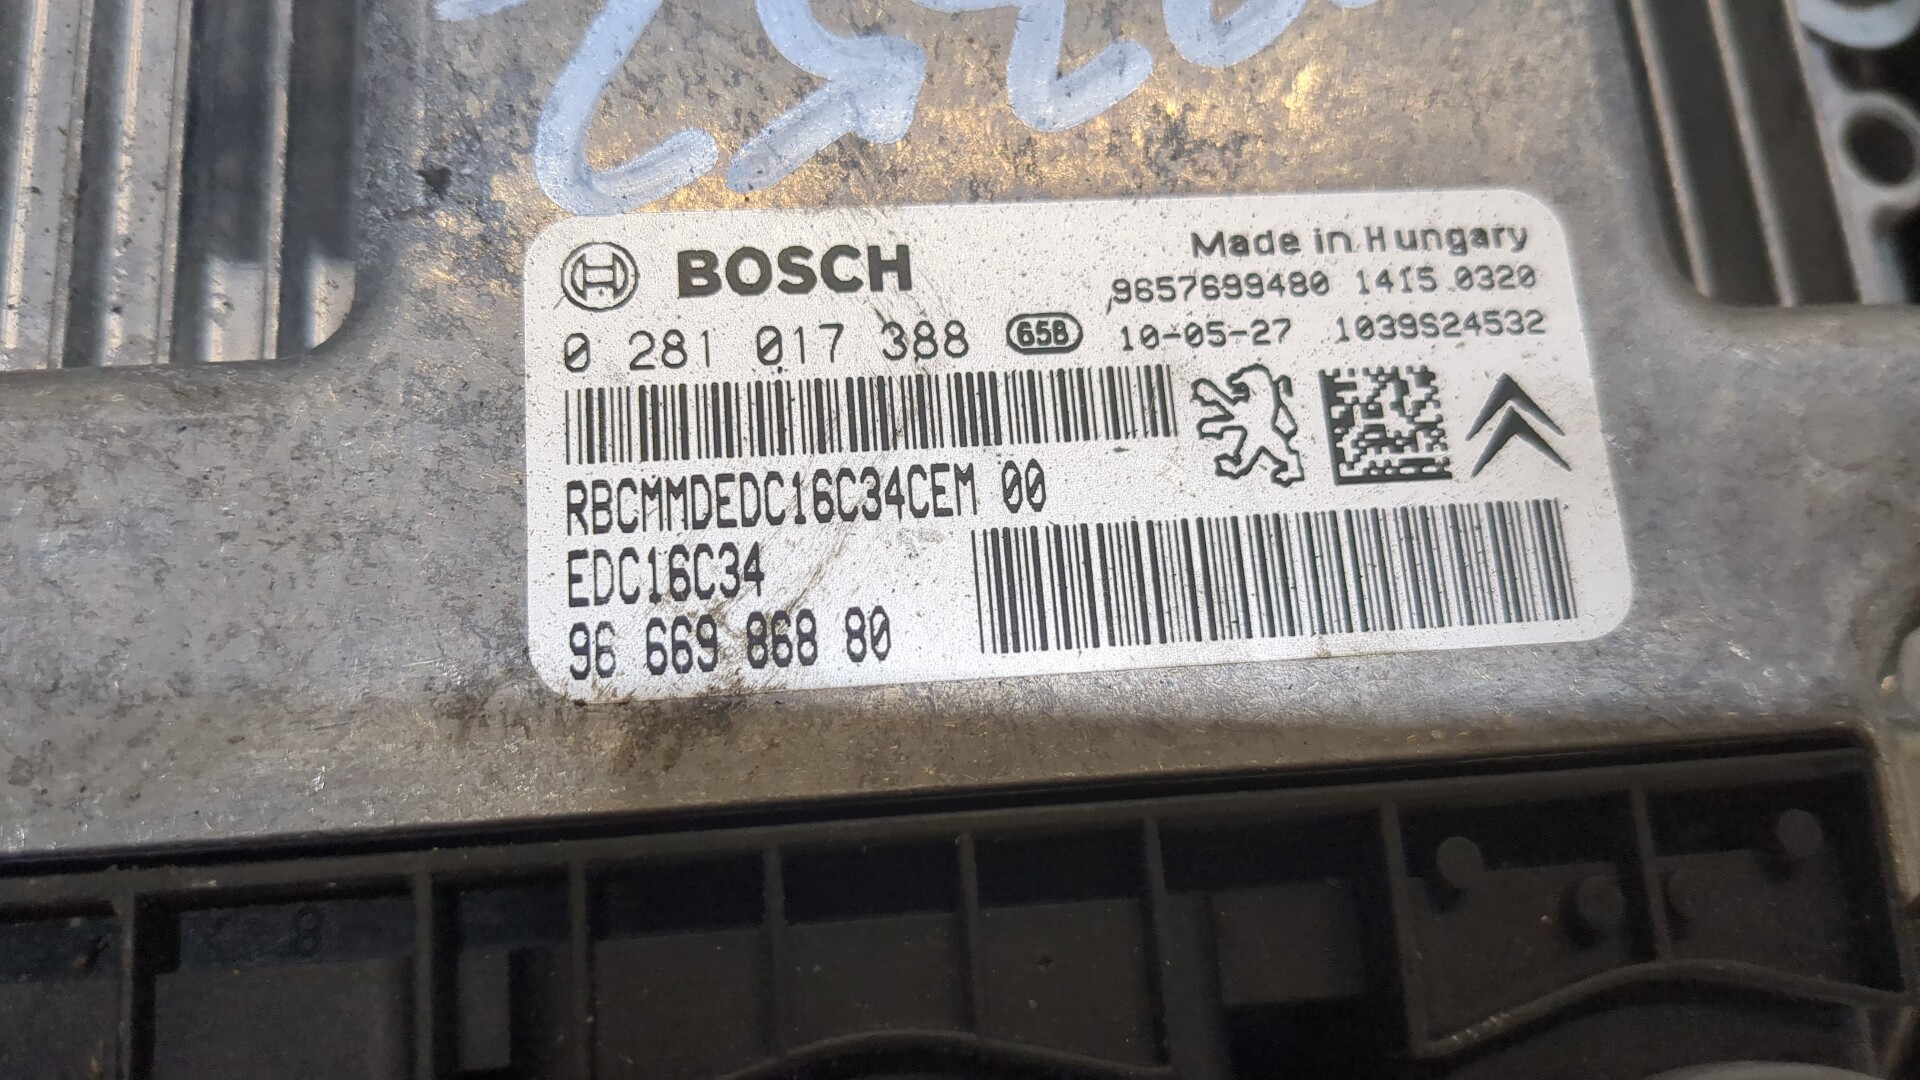 BOSCH
Made in Hungary
9657699480 1415 0320
0 281 017 388 658 10-05-27 1039S24532
RBCMMDEDC16C34CEM 00
EDC16C34
96 669 868 80